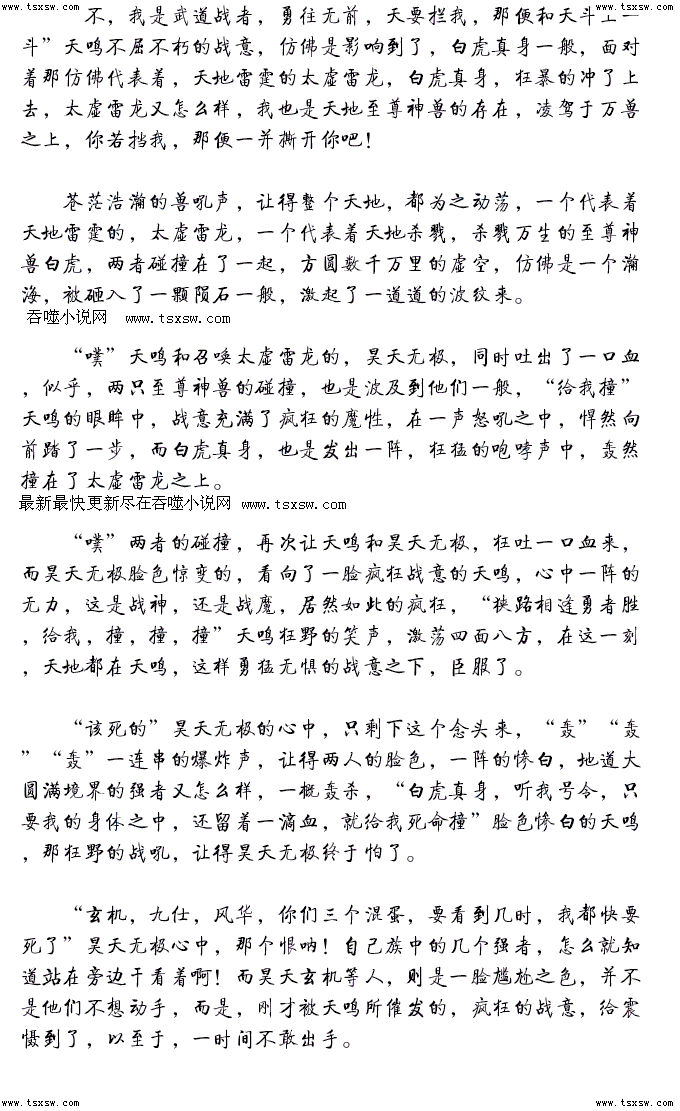 www.tsxsw.com www.tsxsw.com
不，我是武道战者，勇往无前，天要拦我，那便和天斗上一
斗”天鸣不屈不朽的战意，仿佛是影响到了，白虎真身一般，面对
着那仿佛代表着，天地雷霆的太虚雷龙，白虎真身，狂暴的冲了上
去，太虚雷龙又怎么样，我也是天地至尊神兽的存在，凌驾于万兽
之上，你若挡我，那便一并撕开你吧！
苍茫浩瀚的兽吼声，让得整个天地，都为之动荡，一个代表着
天地雷霆的，太虚雷龙，一个代表着天地杀戮，杀戮万生的至尊神
兽白虎，两者碰撞在了一起，方圆数千万里的虚空，仿佛是一个瀚
海，被砸入了一颗陨石一般，激起了一道道的波纹来。
吞噬小说网 www.tsxsw.com
“噗”天鸣和召唤太虚雷龙的，昊天无极，同时吐出了一口血
，似乎，两只至尊神兽的碰撞，也是波及到他们一般，“给我撞”
天鸣的眼眸中，战意充满了疯狂的魔性，在一声怒吼之中，悍然向
前踏了一步，而白虎真身，也是发出一阵，狂猛的咆哮声中，轰然
撞在了太虚雷龙之上。
最新最快更新尽在吞噬小说网 www.tsxsw.com
“噗”两者的碰撞，再次让天鸣和昊天无极，狂吐一口血来，
而昊天无极脸色惊变的，看向了一脸疯狂战意的天鸣，心中一阵的
无力，这是战神，还是战魔，居然如此的疯狂，“狭路相逢勇者胜
，给我，撞，撞，撞”天鸣狂野的笑声，激荡四面八方，在这一刻
，天地都在天鸣，这样勇猛无惧的战意之下，臣服了。
“该死的”昊天无极的心中，只剩下这个念头来，“轰”“轰
”“轰”一连串的爆炸声，让得两人的脸色，一阵的惨白，地道大
圆满境界的强者又怎么样，一概轰杀，“白虎真身，听我号令，只
要我的身体之中，还留着一滴血，就给我死命撞”脸色惨白的天鸣
，那狂野的战吼，让得昊天无极终于怕了。
“玄机，九仕，风华，你们三个混蛋，要看到几时，我都快要
死了”昊天无极心中，那个恨呐！自己族中的几个强者，怎么就知
道站在旁边干看着啊！而昊天玄机等人，则是一脸尴尬之色，并不
是他们不想动手，而是，刚才被天鸣所催发的，疯狂的战意，给震
慑到了，以至于，一时间不敢出手。
www.tsxsw.com www.tsxsw.com